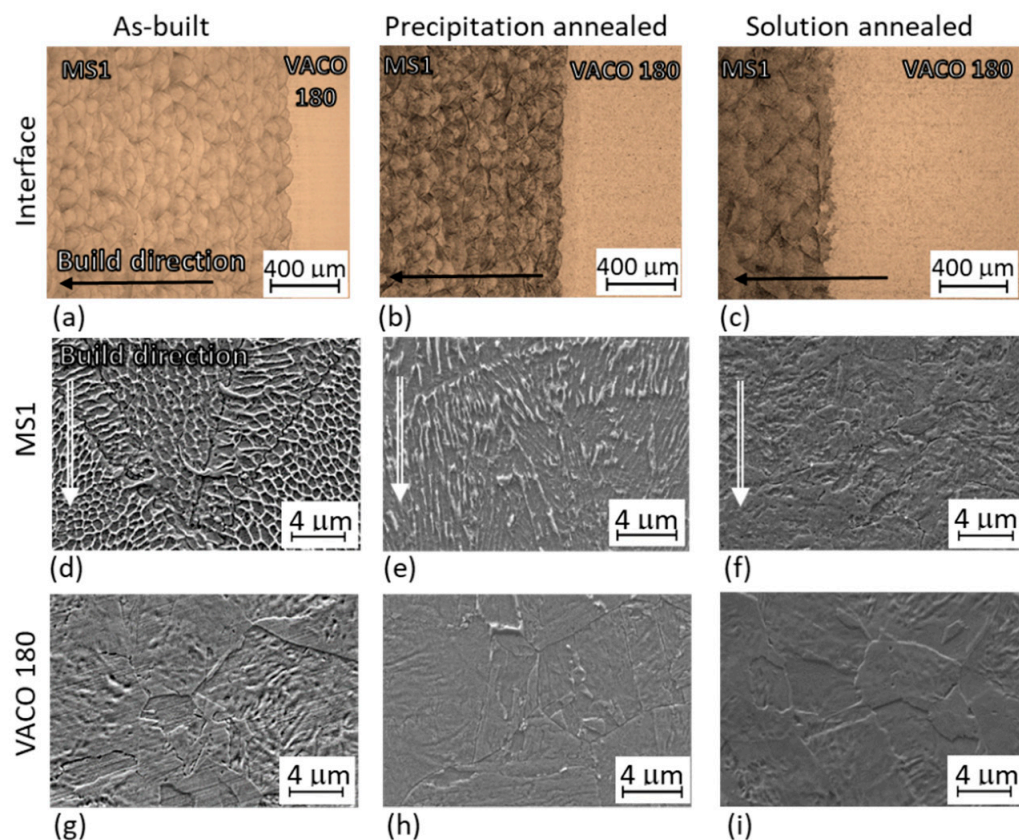 As-built
Precipitation annealed
Solution annealed
Interface
MS1
VACO
180
Build direction
400 μm
(a)
MS1
VACO 180
400 μm
(b)
MS1
VACO 180
400 μm
(c)
MS1
Build direction
4 μm
(d)
4 μm
(e)
4 μm
(f)
VACO 180
4 μm
(g)
4 μm
(h)
4 μm
(i)